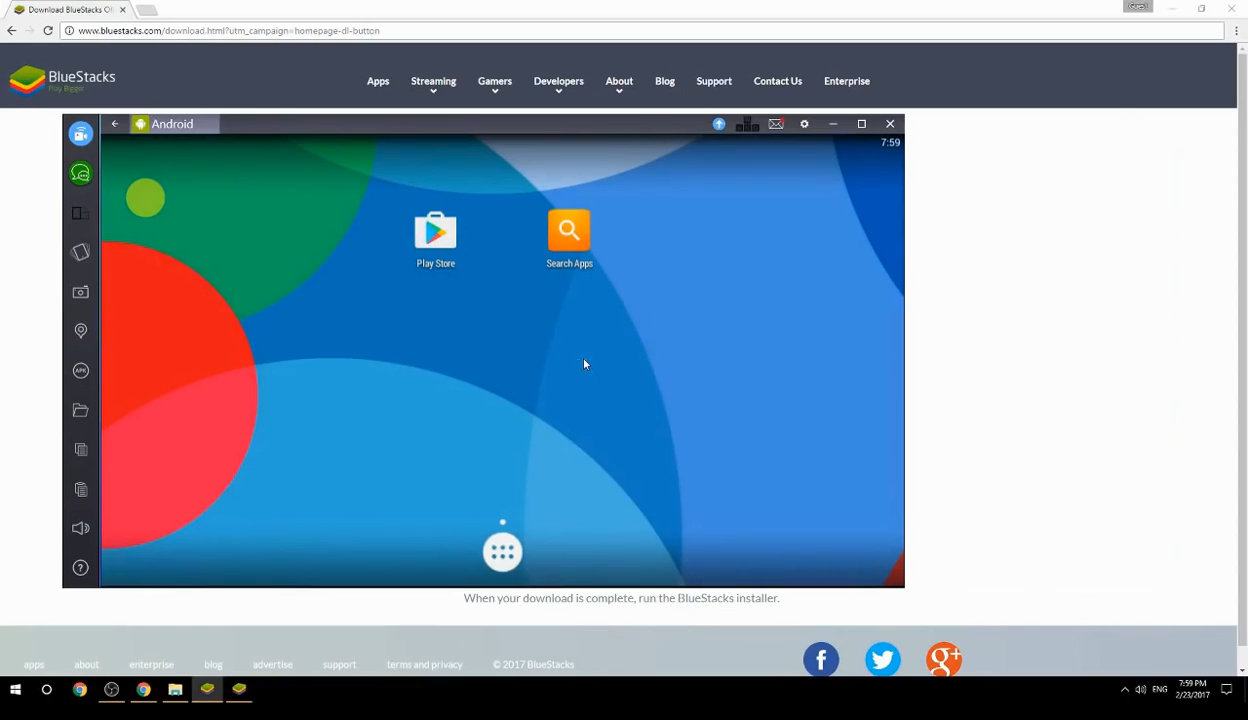 Download BlueStacks Of
Guest
www.bluestacks.com/download.html?utm_campaign=homepage-dl-button
BlueStacks
Play Bigger
Apps
Streaming
Gamers
Developers
About
Blog
Support
Contact Us
Enterprise
Android
7:59
Play Store
Search Apps
APK
?
When your download is complete, run the BlueStacks installer.
apps
about
enterprise
blog
advertise
support
terms and privacy
© 2017 BlueStacks
f
g+
ENG
7:59 PM
2/23/2017